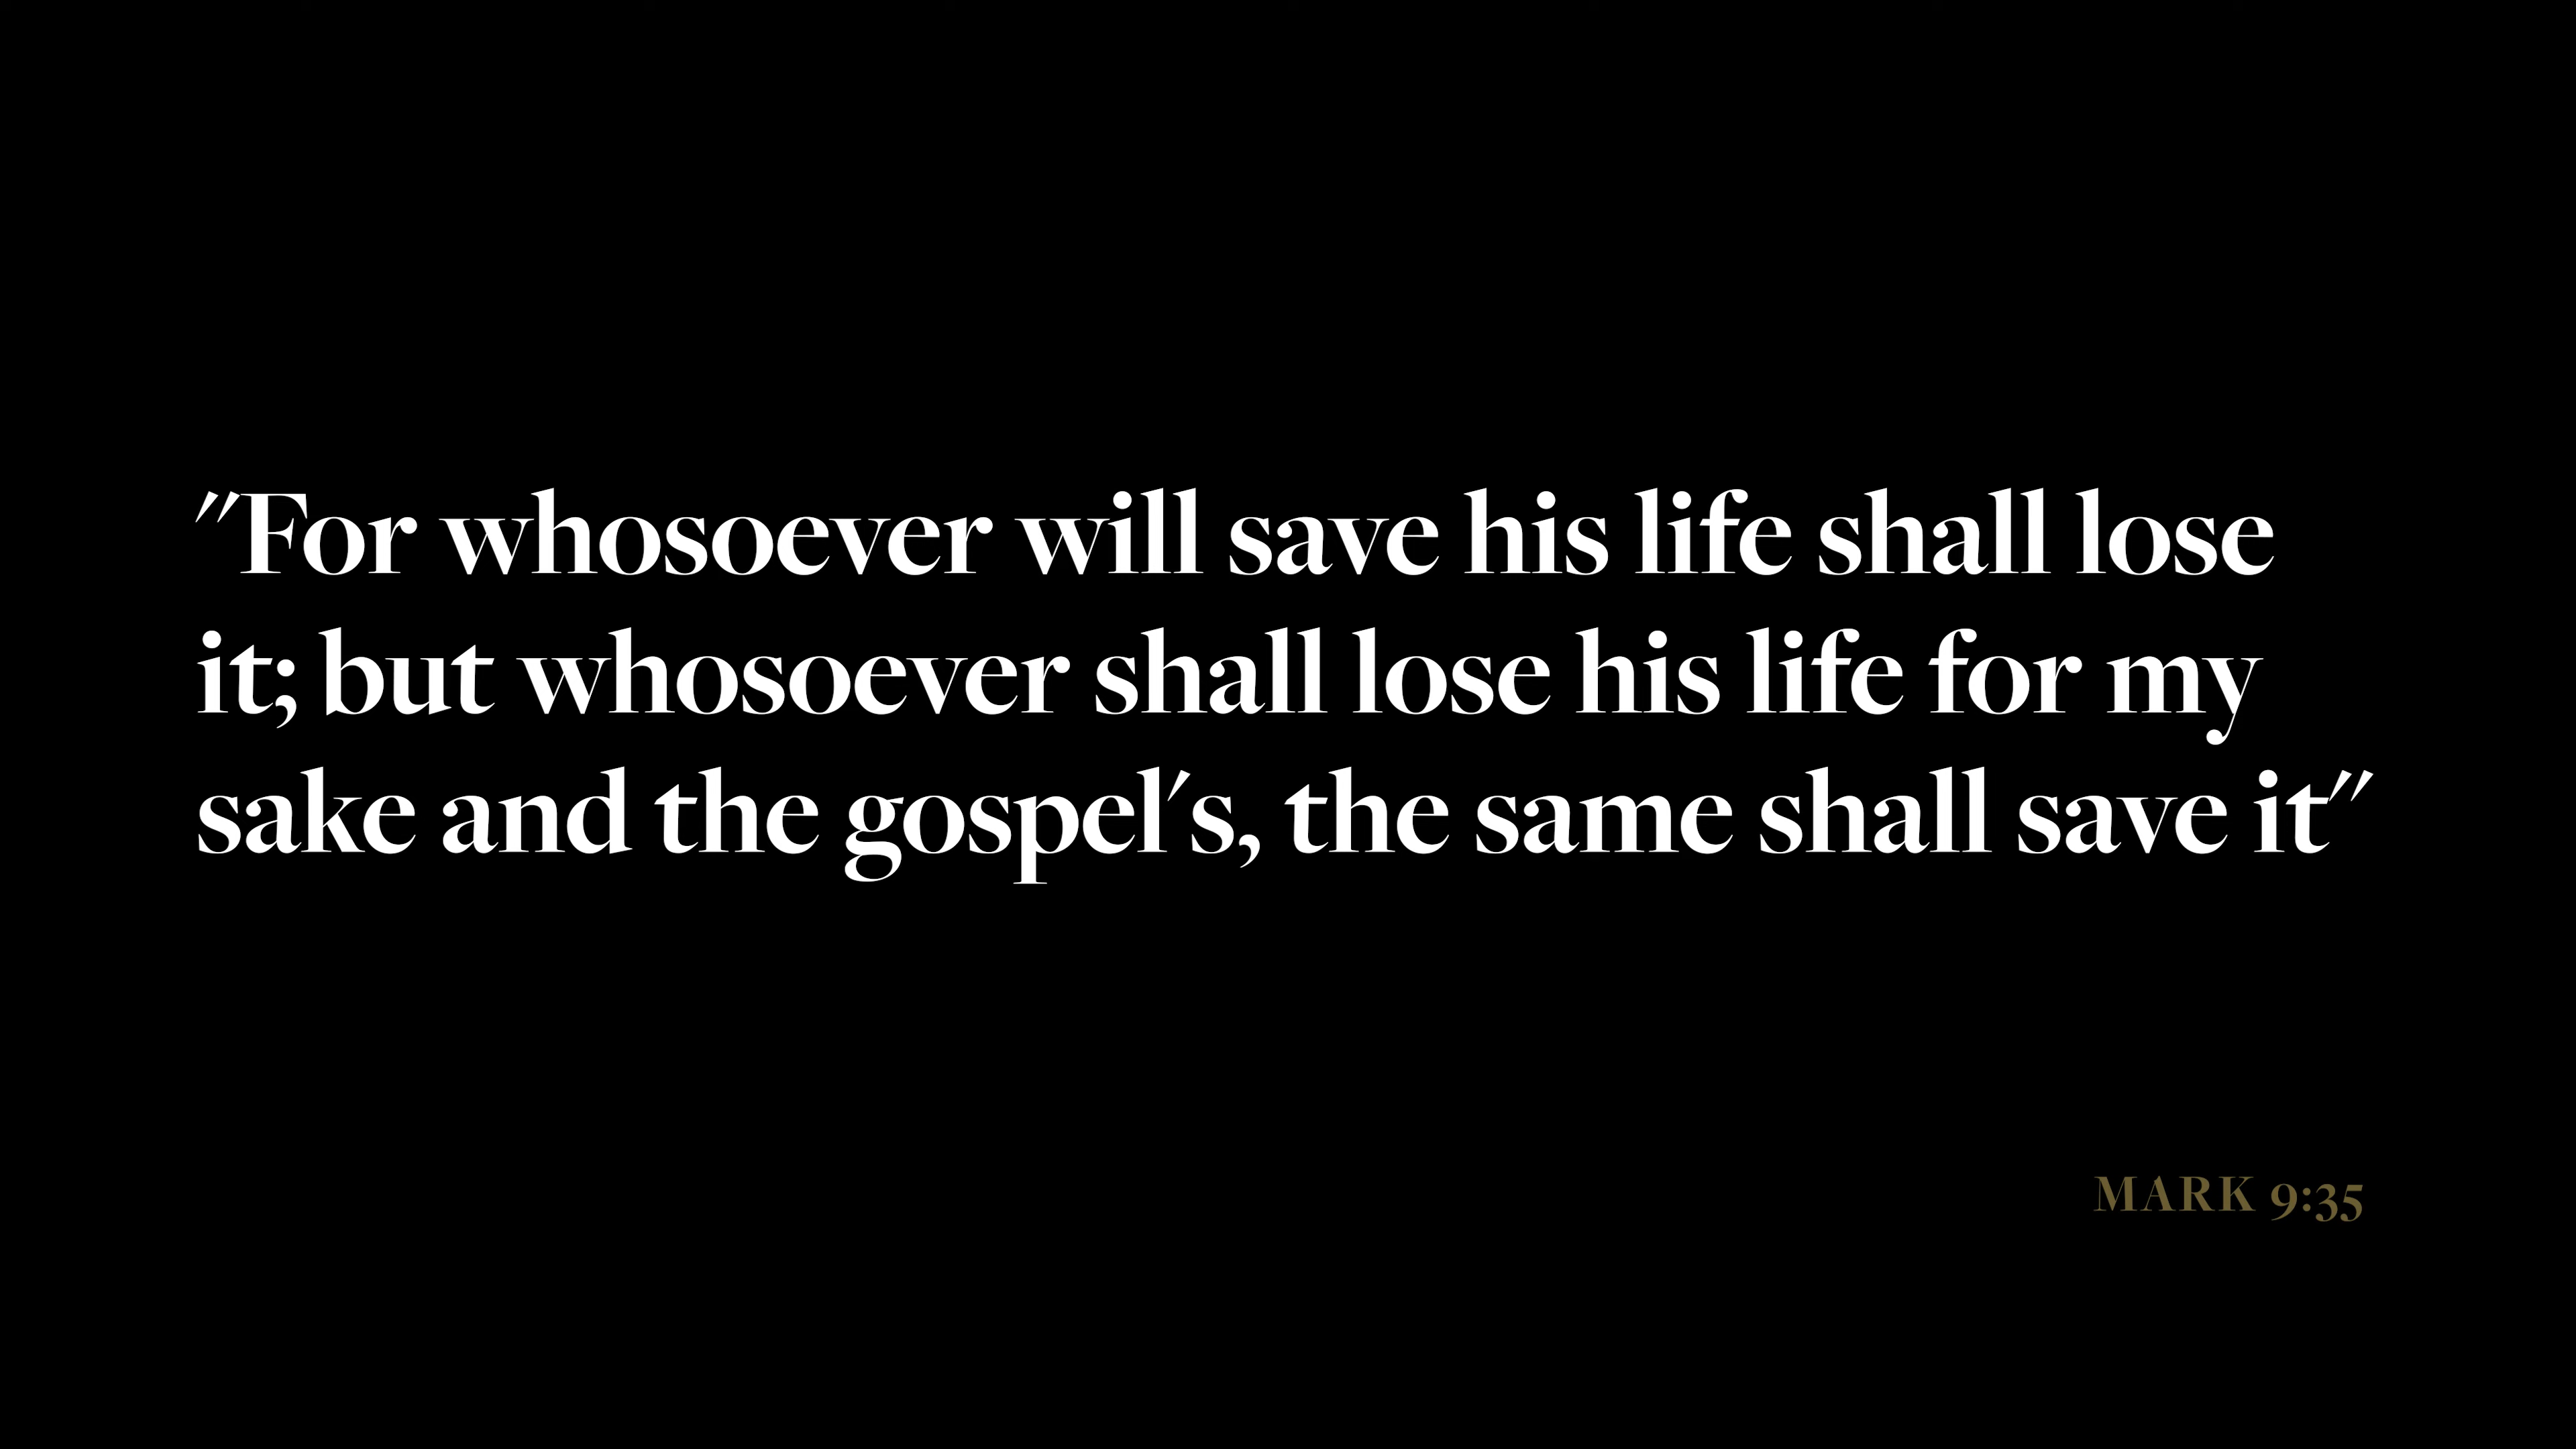 "For whosoever will save his life shall lose
it; but whosoever shall lose his life for my
sake and the gospel's, the same shall save it"
MARK 9:35